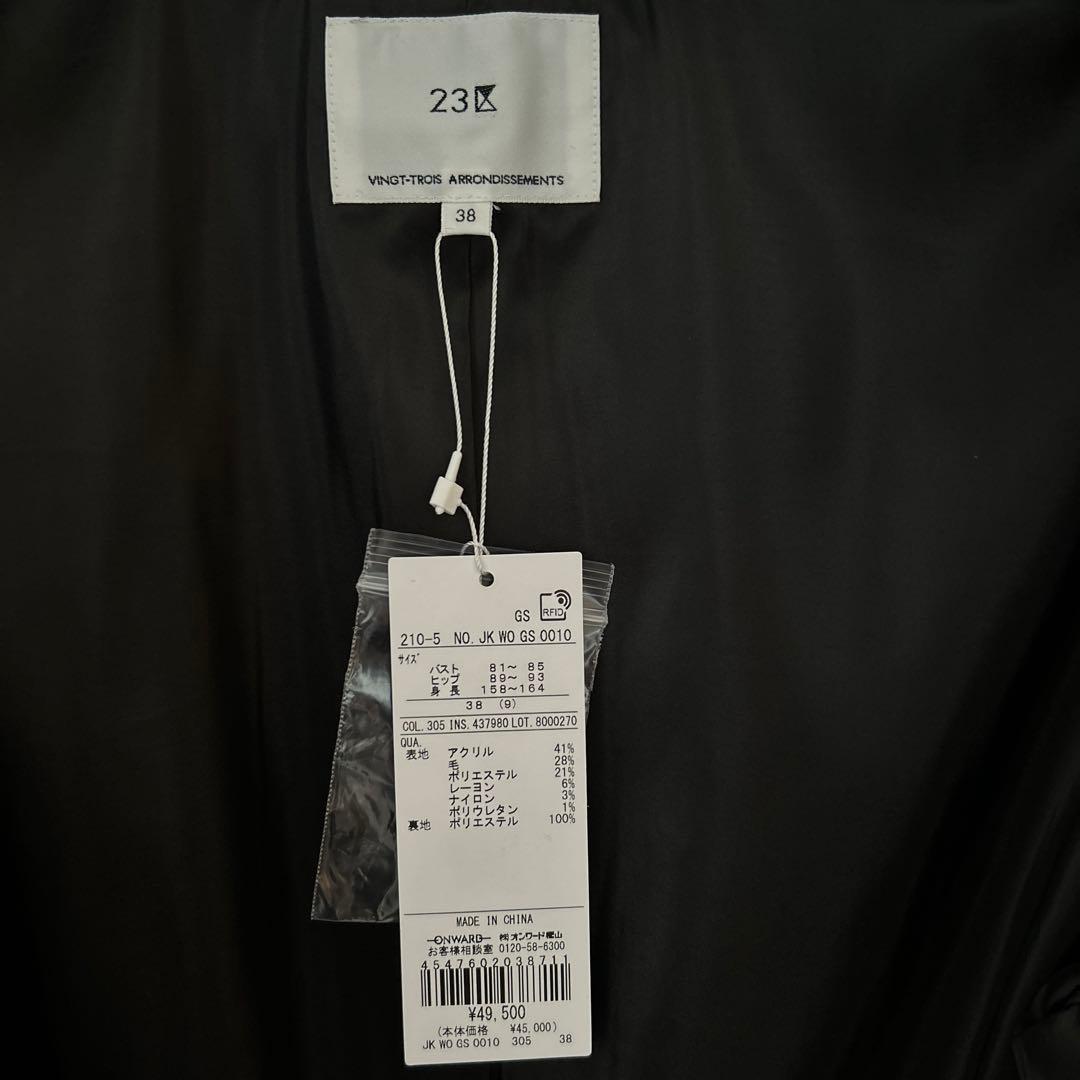 23区
VINGT-TROIS ARRONDISSEMENTS
38
GS RFID
210-5 NO. JK WO GS 0010
サイズ
バスト 81～ 85
ヒップ 89～ 93
身長 158～164
38 (9)
COL. 305 INS. 437980 LOT. 8000270
QUA.
表地 アクリル 41%
毛 28%
ポリエステル 21%
レーヨン 6%
ナイロン 3%
ポリウレタン 1%
裏地 ポリエステル 100%
MADE IN CHINA
ONWARD ㈱オンワード樫山
お客様相談室 0120-58-6300
4547602038711
¥49,500
(本体価格 ¥45,000)
JK WO GS 0010 305 38